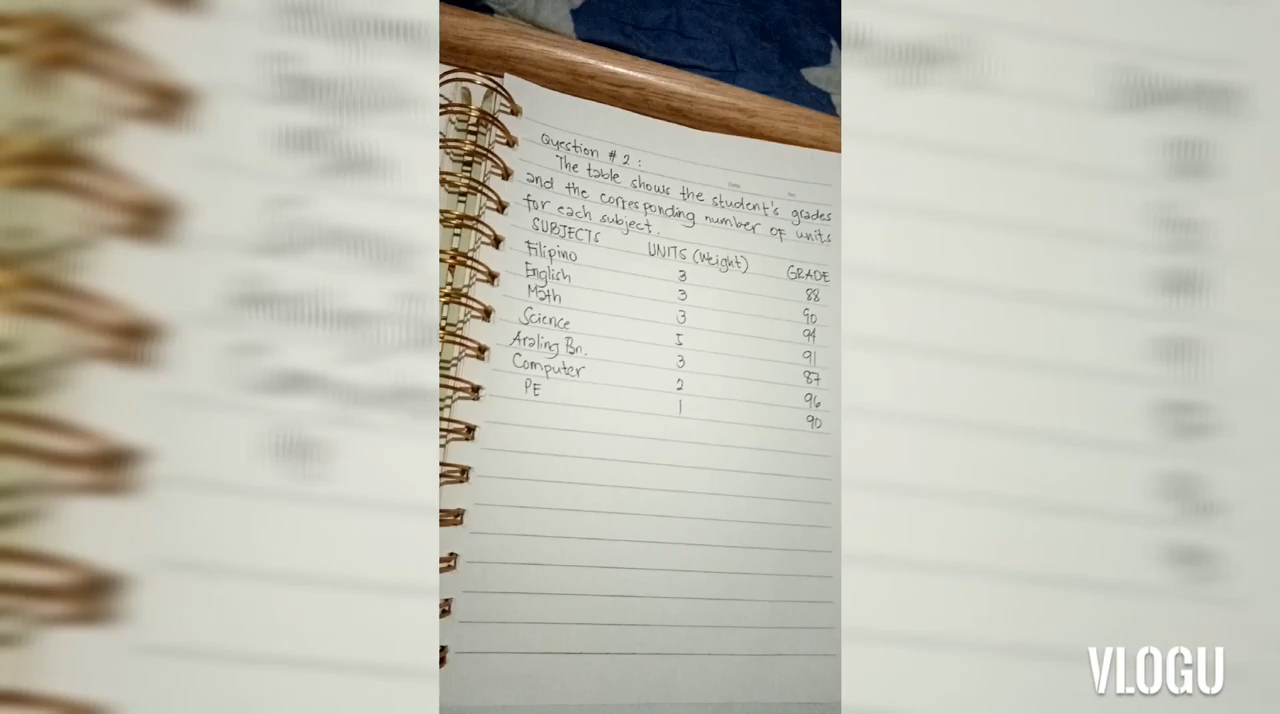 Question # 2 :
The table shows the student's grades
and the corresponding number of units
for each subject.
SUBJECTS UNITS (Weight) GRADE
Filipino 3 88
English 3 90
Math 3 94
Science 5 91
Araling Pn. 3 87
Computer 2 96
PE 1 90
VLOGU